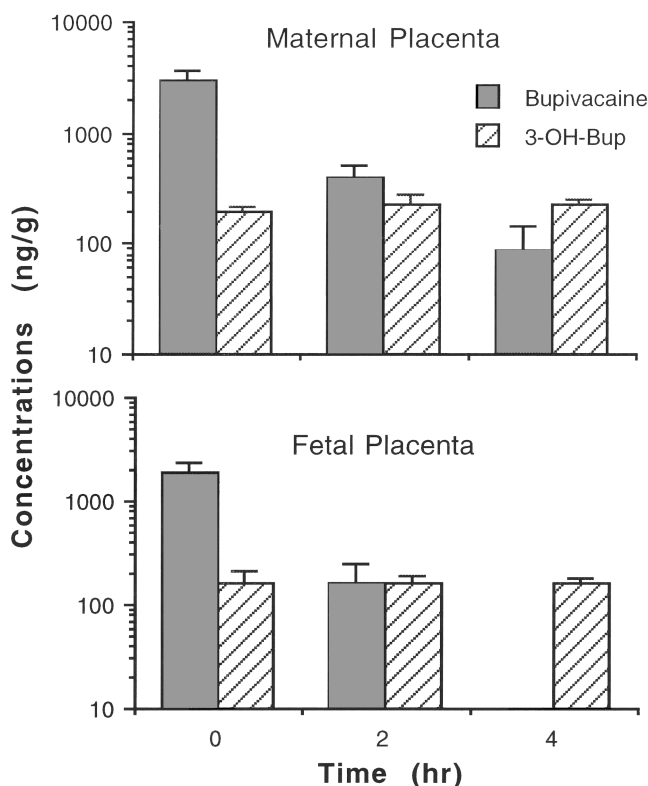 Maternal Placenta
Bupivacaine
3-OH-Bup
10000
1000
100
10
Concentrations (ng/g)
Fetal Placenta
10000
1000
100
10
0 2 4
Time (hr)